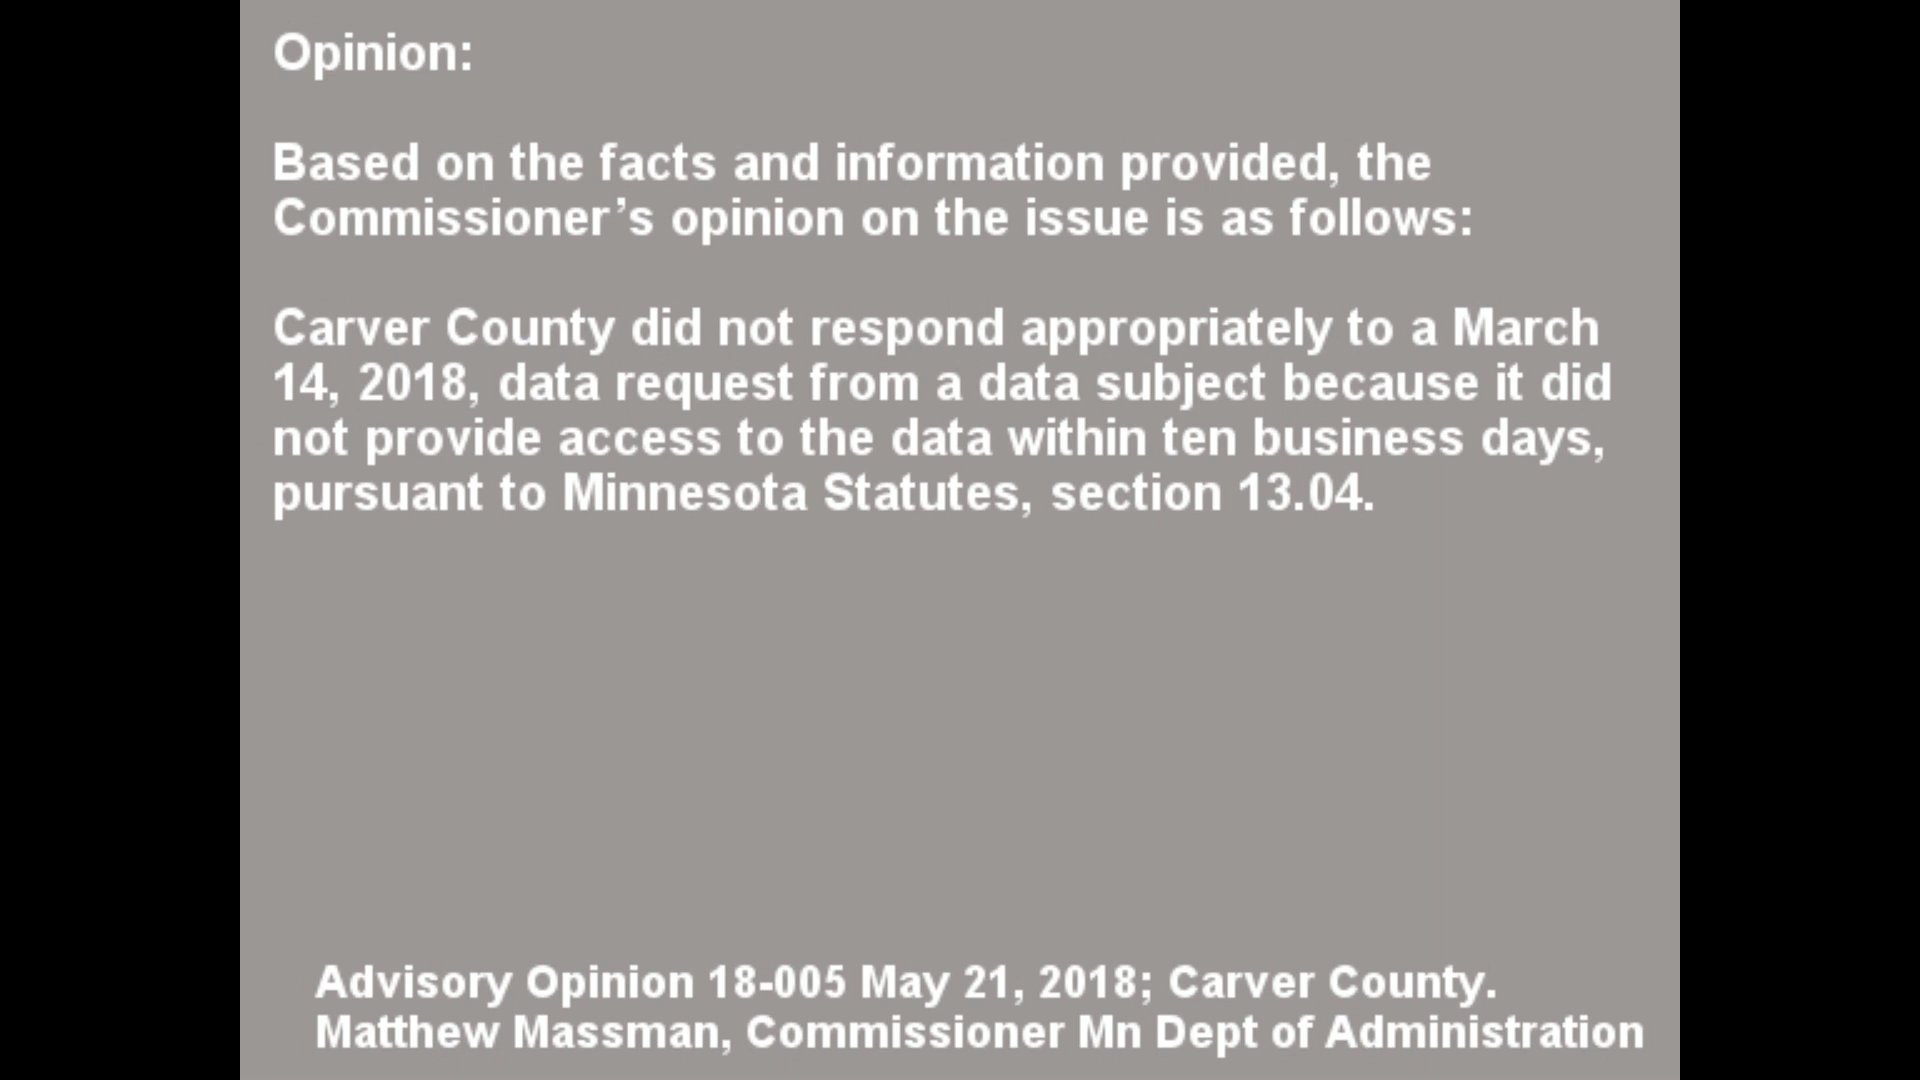 Opinion:
Based on the facts and information provided, the
Commissioner’s opinion on the issue is as follows:
Carver County did not respond appropriately to a March
14, 2018, data request from a data subject because it did
not provide access to the data within ten business days,
pursuant to Minnesota Statutes, section 13.04.
Advisory Opinion 18-005 May 21, 2018; Carver County.
Matthew Massman, Commissioner Mn Dept of Administration